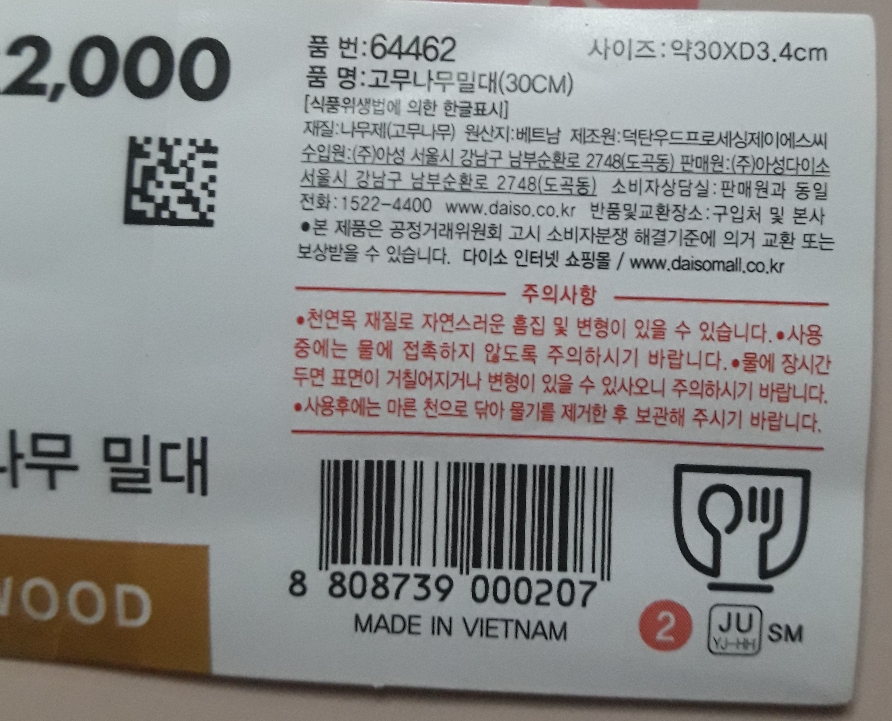 2,000
품 번:64462 사이즈:약30XD3.4cm
품 명:고무나무밀대(30CM)
[식품위생법에 의한 한글표시]
재질:나무제(고무나무) 원산지:베트남 제조원:덕탄우드프로세싱제이에스씨
수입원:(주)아성 서울시 강남구 남부순환로 2748(도곡동) 판매원:(주)아성다이소
서울시 강남구 남부순환로 2748(도곡동) 소비자상담실:판매원과 동일
전화:1522-4400 www.daiso.co.kr 반품및교환장소:구입처 및 본사
•본 제품은 공정거래위원회 고시 소비자분쟁 해결기준에 의거 교환 또는
보상받을 수 있습니다. 다이소 인터넷 쇼핑몰 / www.daisomall.co.kr
주의사항
•천연목 재질로 자연스러운 흠집 및 변형이 있을 수 있습니다.•사용
중에는 물에 접촉하지 않도록 주의하시기 바랍니다.•물에 장시간
두면 표면이 거칠어지거나 변형이 있을 수 있사오니 주의하시기 바랍니다.
•사용후에는 마른 천으로 닦아 물기를 제거한 후 보관해 주시기 바랍니다.
나무 밀대
WOOD
8 808739 000207
MADE IN VIETNAM
2 JU SM
YJ-HH